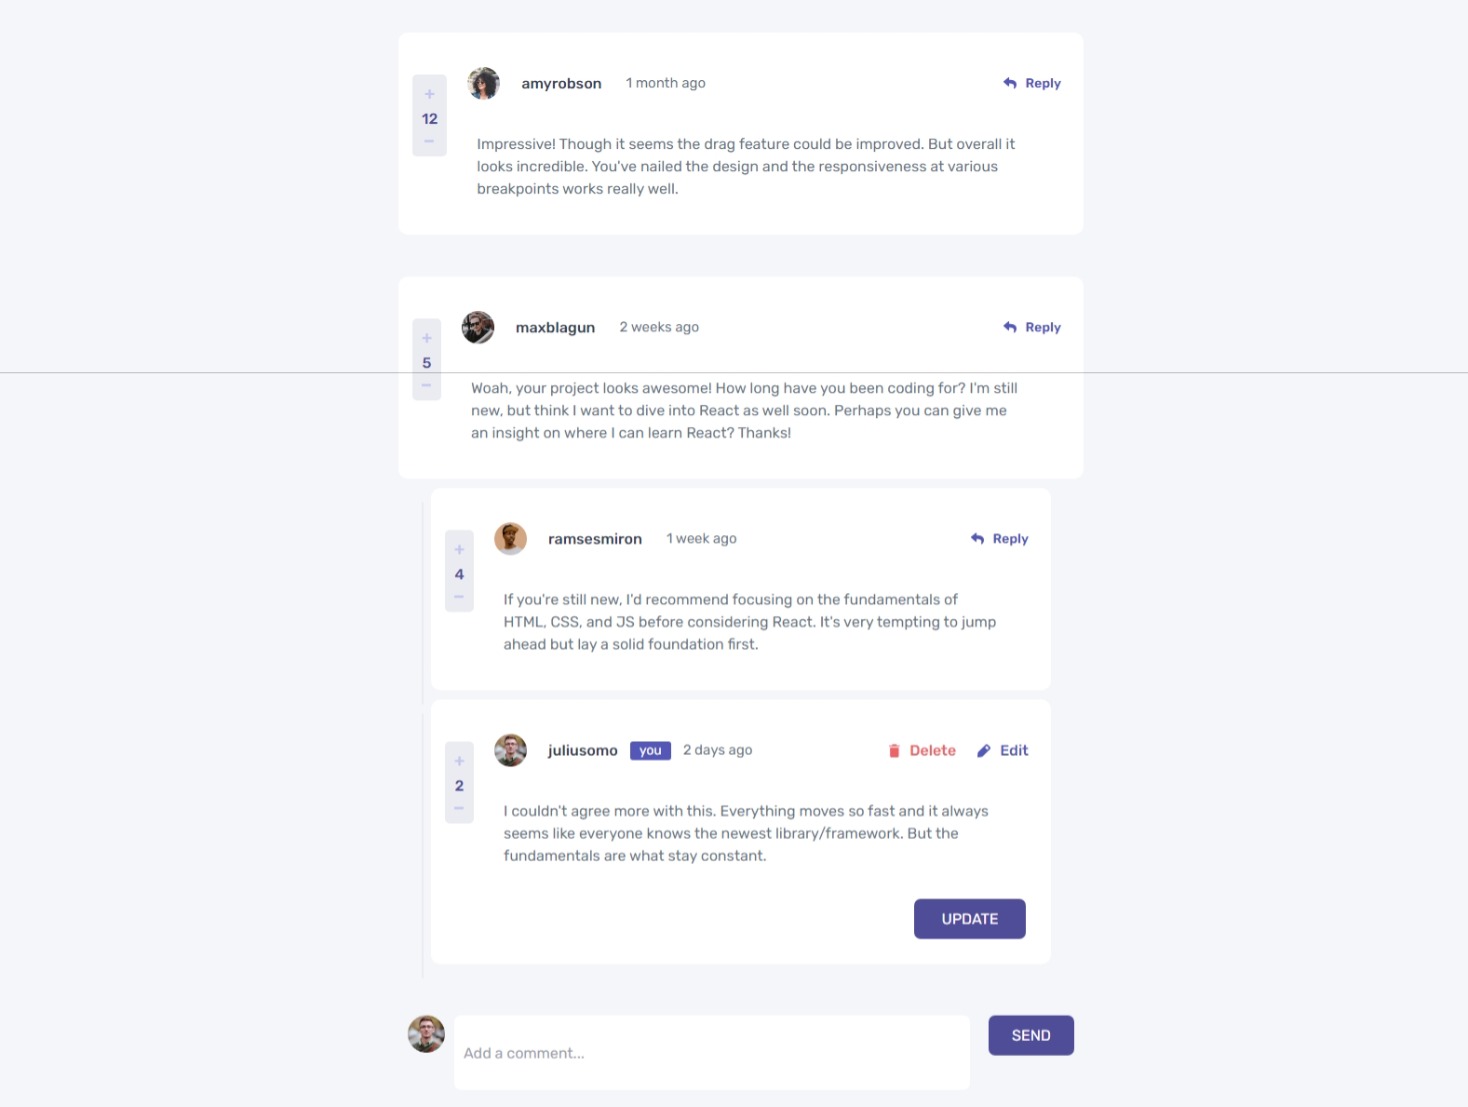 amyrobson 1 month ago Reply
+
12
−
Impressive! Though it seems the drag feature could be improved. But overall it
looks incredible. You've nailed the design and the responsiveness at various
breakpoints works really well.
maxblagun 2 weeks ago Reply
+
5
−
Woah, your project looks awesome! How long have you been coding for? I'm still
new, but think I want to dive into React as well soon. Perhaps you can give me
an insight on where I can learn React? Thanks!
ramsesmiron 1 week ago Reply
+
4
−
If you're still new, I'd recommend focusing on the fundamentals of
HTML, CSS, and JS before considering React. It's very tempting to jump
ahead but lay a solid foundation first.
juliusomo you 2 days ago Delete Edit
+
2
−
I couldn't agree more with this. Everything moves so fast and it always
seems like everyone knows the newest library/framework. But the
fundamentals are what stay constant.
UPDATE
Add a comment...
SEND